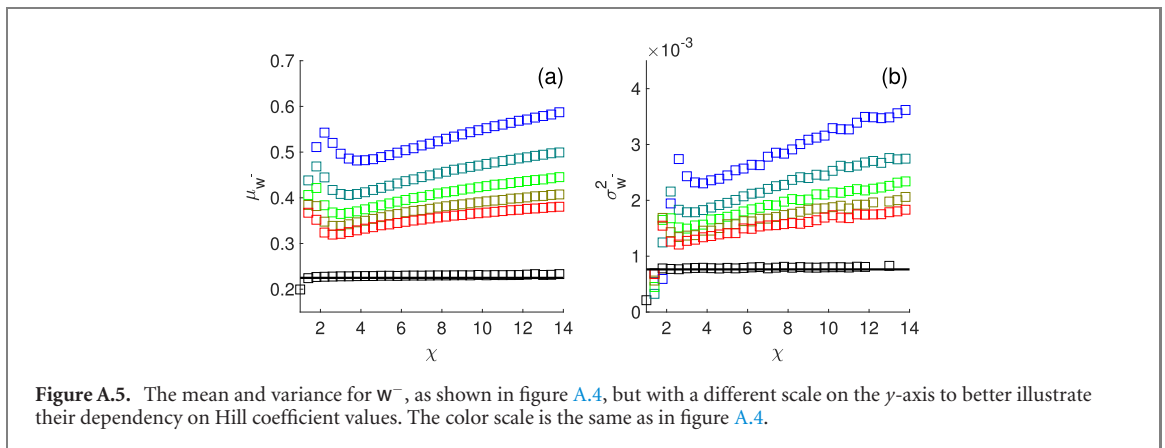 0.7
0.6
0.5
0.4
0.3
0.2
μw-
(a)
2 4 6 8 10 12 14
χ
×10-3
4
3
2
1
0
σ2w-
(b)
2 4 6 8 10 12 14
χ
Figure A.5. The mean and variance for w−, as shown in figure A.4, but with a different scale on the y-axis to better illustrate
their dependency on Hill coefficient values. The color scale is the same as in figure A.4.